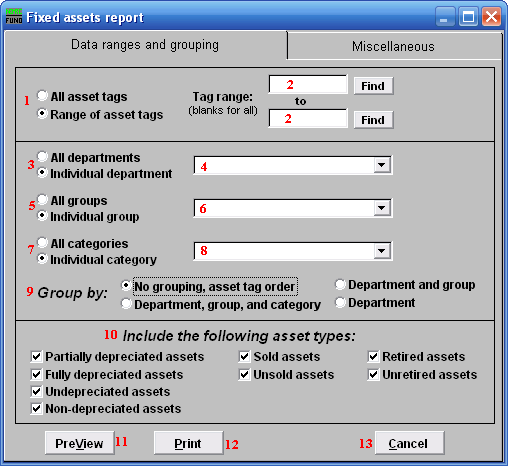 FUND
Fixed assets report
Data ranges and grouping
Miscellaneous
1
All asset tags
Range of asset tags
Tag range:
(blanks for all)
2
Find
to
2
Find
3
All departments
Individual department
4
5
All groups
Individual group
6
7
All categories
Individual category
8
9 Group by:
No grouping, asset tag order
Department and group
Department, group, and category
Department
10 Include the following asset types:
Partially depreciated assets
Sold assets
Retired assets
Fully depreciated assets
Unsold assets
Unretired assets
Undepreciated assets
Non-depreciated assets
PreView 11
Print 12
13 Cancel